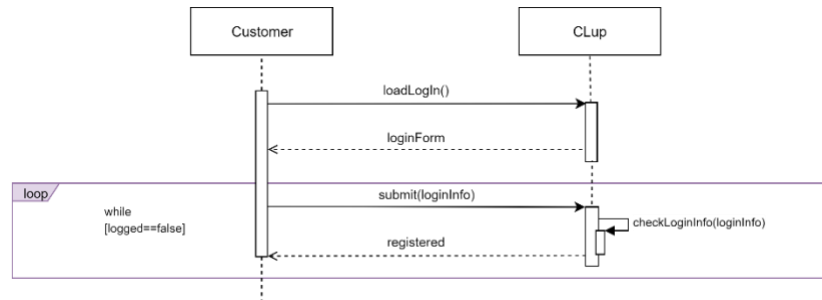 Customer
CLup
loadLogIn()
loginForm
loop
while
[logged==false]
submit(loginInfo)
checkLoginInfo(loginInfo)
registered